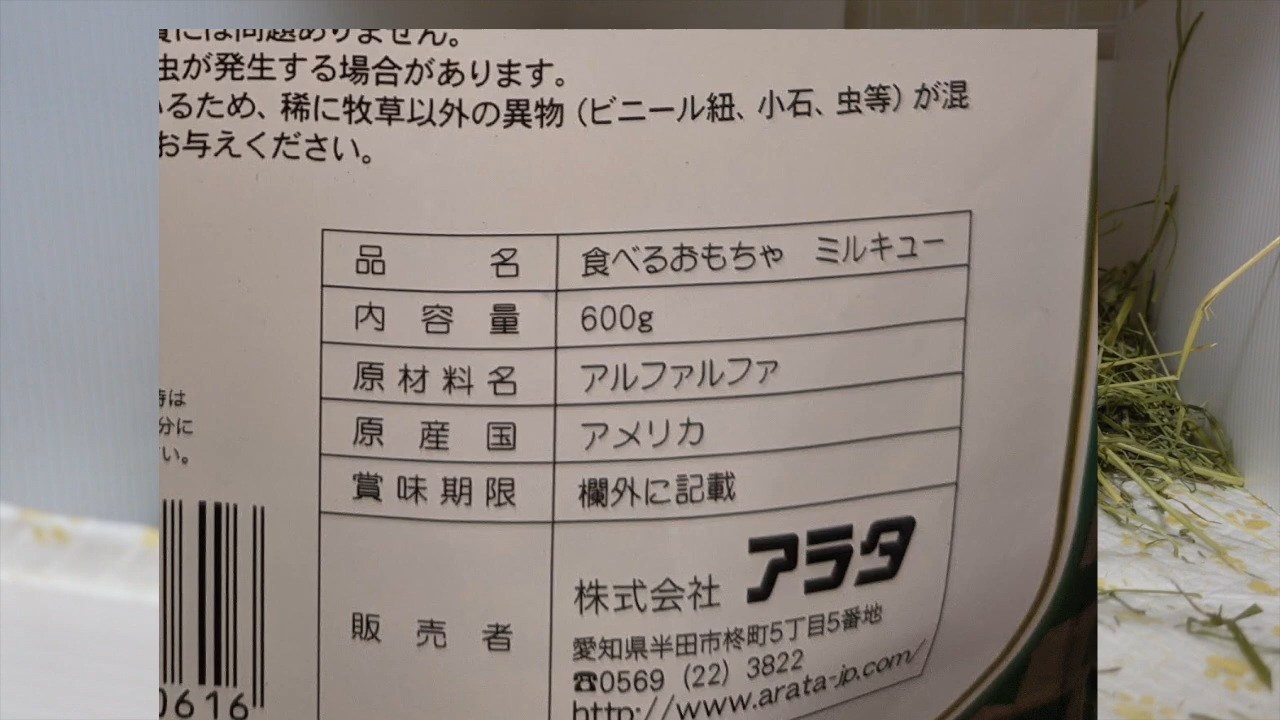 には問題ありません。
虫が発生する場合があります。
るため、稀に牧草以外の異物（ビニール紐、小石、虫等）が混
お与えください。
品名 食べるおもちゃ ミルキュー
内容量 600g
原材料名 アルファルファ
原産国 アメリカ
賞味期限 欄外に記載
時は
分に
い。
販売者 株式会社 アラタ
愛知県半田市柊町5丁目5番地
☎0569 (22) 3822
http://www.arata-jp.com/
0616